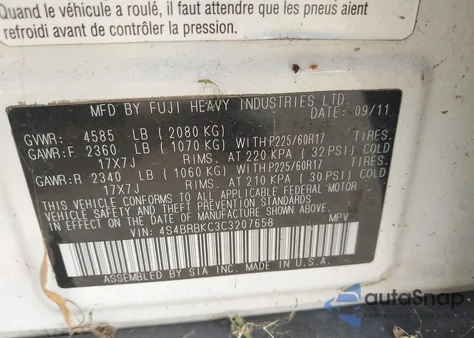 Quand le véhicule a roulé, il faut attendre que les pneus aient
refroidi avant de contrôler la pression.
MFD BY FUJI HEAVY INDUSTRIES LTD.
DATE: 09/11
GVWR: 4585 LB (2080 KG)
GAWR:F 2360 LB (1070 KG) WITH P225/60R17 TIRES.
17X7J RIMS. AT 220 KPA (32 PSI) COLD
GAWR:R 2340 LB (1060 KG) WITH P225/60R17 TIRES.
17X7J RIMS. AT 210 KPA (30 PSI) COLD
THIS VEHICLE CONFORMS TO ALL APPLICABLE FEDERAL MOTOR
VEHICLE SAFETY, BUMPER, AND THEFT PREVENTION STANDARDS
IN EFFECT ON THE DATE OF MANUFACTURE SHOWN ABOVE.
VIN: 4S4BRBKC3C3207658 MPV
ASSEMBLED BY SIA INC. MADE IN USA
autoSnap